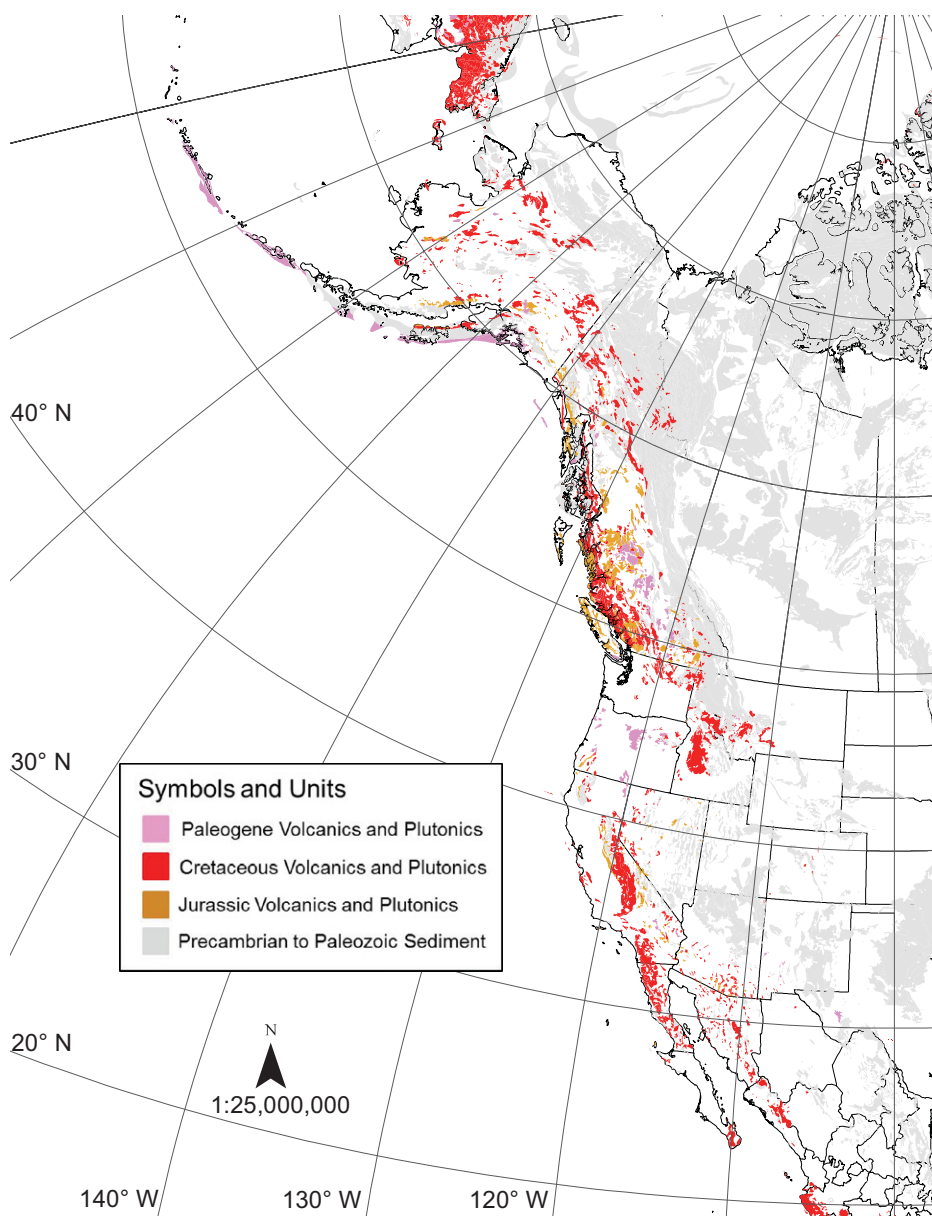 40° N
30° N
Symbols and Units
Paleogene Volcanics and Plutonics
Cretaceous Volcanics and Plutonics
Jurassic Volcanics and Plutonics
Precambrian to Paleozoic Sediment
20° N
N
1:25,000,000
140° W
130° W
120° W